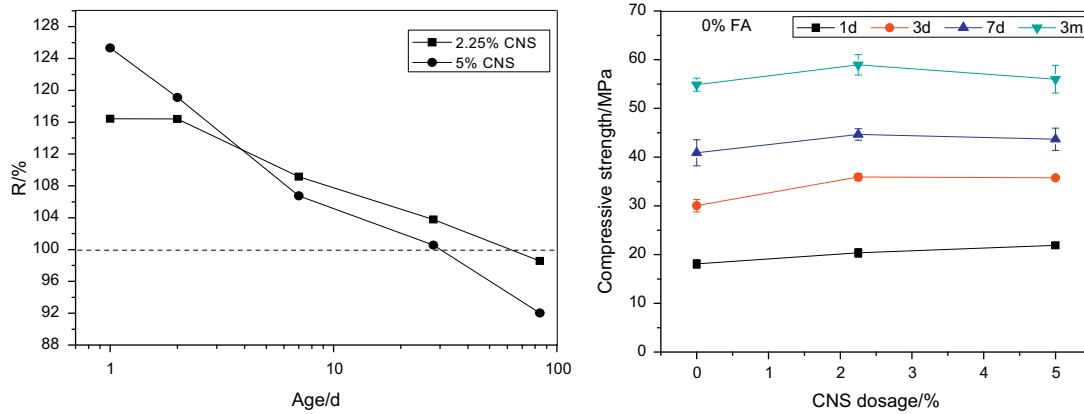 128
124
120
116
112
108
104
100
96
92
88
R/%
2.25% CNS
5% CNS
1
10
100
Age/d
70
60
50
40
30
20
10
0
Compressive strength/MPa
0% FA
1d 3d 7d 3m
0 1 2 3 4 5
CNS dosage/%